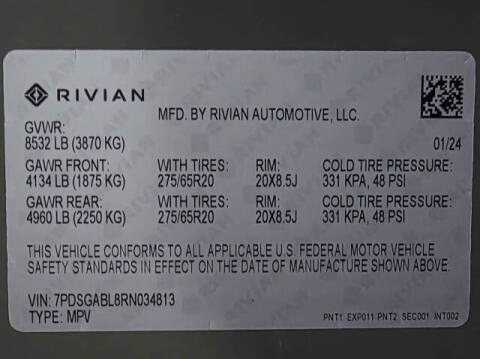 RIVIAN
MFD. BY RIVIAN AUTOMOTIVE, LLC.
GVWR:
8532 LB (3870 KG) 01/24
GAWR FRONT: WITH TIRES: RIM: COLD TIRE PRESSURE:
4134 LB (1875 KG) 275/65R20 20X8.5J 331 KPA, 48 PSI
GAWR REAR: WITH TIRES: RIM: COLD TIRE PRESSURE:
4960 LB (2250 KG) 275/65R20 20X8.5J 331 KPA, 48 PSI
THIS VEHICLE CONFORMS TO ALL APPLICABLE U.S. FEDERAL MOTOR VEHICLE
SAFETY STANDARDS IN EFFECT ON THE DATE OF MANUFACTURE SHOWN ABOVE.
VIN: 7PDSGABL8RN034813
TYPE: MPV PNT1: EXP011 PNT2: SEC001 INT002